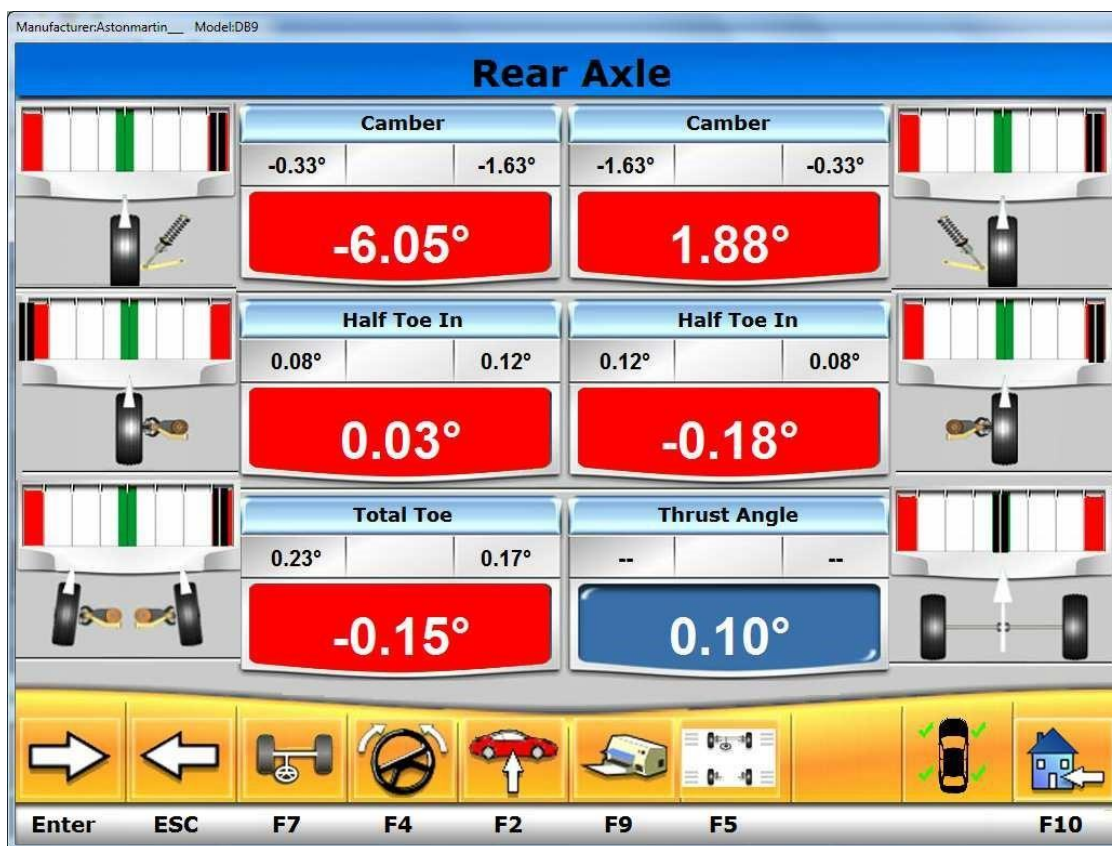 Manufacturer:Astonmartin__ Model:DB9
Rear Axle
Camber Camber
-0.33° -1.63° -1.63° -0.33°
-6.05° 1.88°
Half Toe In Half Toe In
0.08° 0.12° 0.12° 0.08°
0.03° -0.18°
Total Toe Thrust Angle
0.23° 0.17° -- --
-0.15° 0.10°
Enter ESC F7 F4 F2 F9 F5 F10